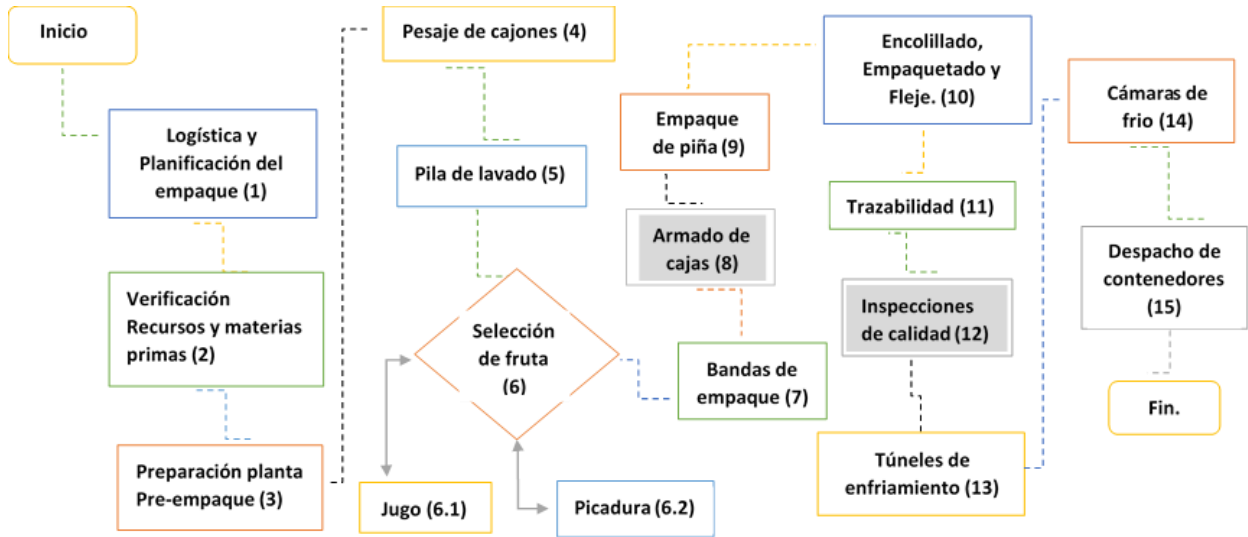 Inicio
Logística y
Planificación del
empaque (1)
Verificación
Recursos y materias
primas (2)
Preparación planta
Pre-empaque (3)
Pesaje de cajones (4)
Pila de lavado (5)
Selección
de fruta
(6)
Jugo (6.1)
Picadura (6.2)
Bandas de
empaque (7)
Armado de
cajas (8)
Empaque
de piña (9)
Encolillado,
Empaquetado y
Fleje. (10)
Trazabilidad (11)
Inspecciones
de calidad (12)
Túneles de
enfriamiento (13)
Cámaras de
frio (14)
Despacho de
contenedores
(15)
Fin.